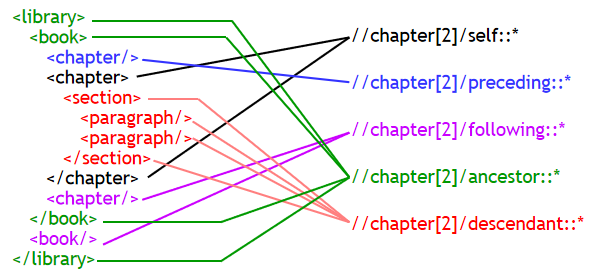 <library>
<book>
<chapter/>
<chapter>
<section>
<paragraph/>
<paragraph/>
</section>
</chapter>
<chapter/>
</book>
<book/>
</library>
//chapter[2]/self::*
//chapter[2]/preceding::*
//chapter[2]/following::*
//chapter[2]/ancestor::*
//chapter[2]/descendant::*